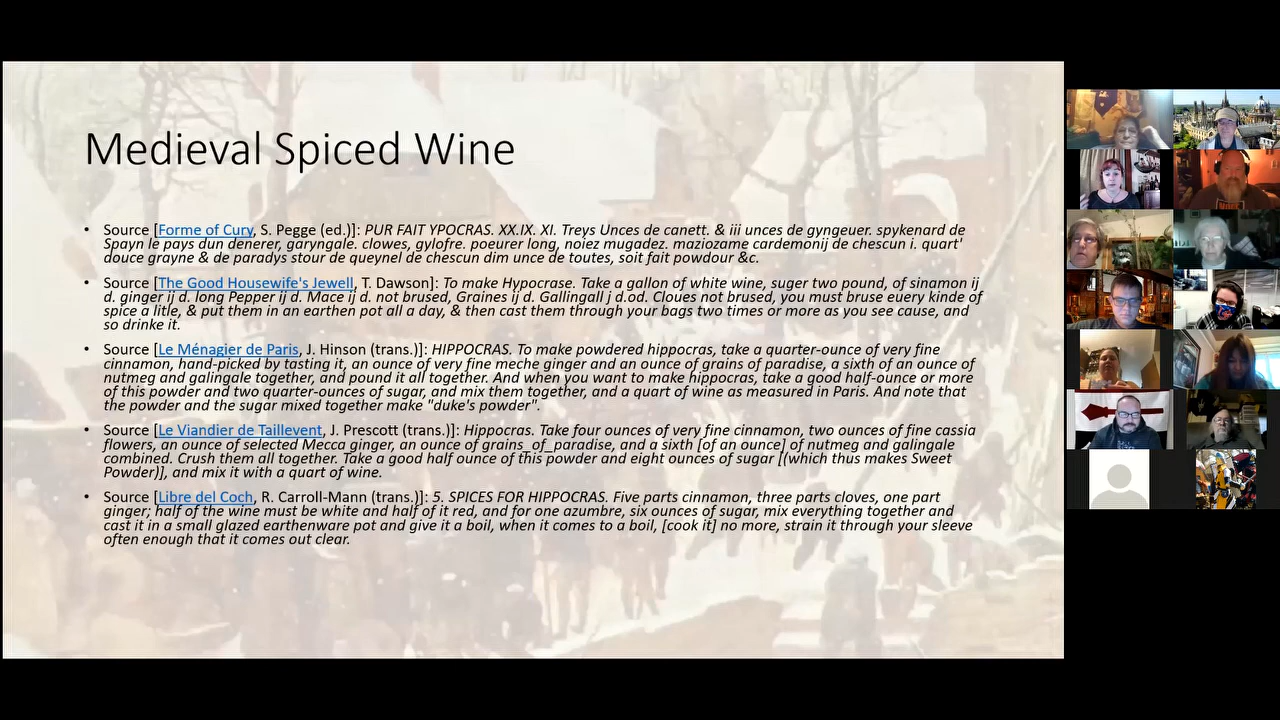 Medieval Spiced Wine
• Source [Forme of Cury, S. Pegge (ed.)]: PUR FAIT YPOCRAS. XX.IX. XI. Treys Unces de canett. & iii unces de gyngeuer. spykenard de
Spayn le pays dun denerer, garyngale. cloves, gylofre. poeurer long, noiez mugadez. maziozame cardemonij de chescun i. quart'
douce grayne & de paradys stour de queynel de chescun dim unce de toutes, soit fait powdour &c.
• Source [The Good Housewife's Jewell, T. Dawson]: To make Hypocrase. Take a gallon of white wine, suger two pound, of sinamon ij
d. ginger ij d. long Pepper ij d. Mace ij d. not brused, Graines ij d. Gallingall j d.od. Cloues not brused, you must bruse euery kinde of
spice a litle, & put them in an earthen pot all a day, & then cast them through your bags two times or more as you see cause, and
so drinke it.
• Source [Le Ménagier de Paris, J. Hinson (trans.)]: HIPPOCRAS. To make powdered hippocras, take a quarter-ounce of very fine
cinnamon, hand-picked by tasting it, an ounce of very fine meche ginger and an ounce of grains of paradise, a sixth of an ounce of
nutmeg and galingale together, and pound it all together. And when you want to make hippocras, take a good half-ounce or more
of this powder and two quarter-ounces of sugar, and mix them together, and a quart of wine as measured in Paris. And note that
the powder and the sugar mixed together make "duke's powder".
• Source [Le Viandier de Taillevent, J. Prescott (trans.)]: Hippocras. Take four ounces of very fine cinnamon, two ounces of fine cassia
flowers, an ounce of selected Mecca ginger, an ounce of grains_of_paradise, and a sixth [of an ounce] of nutmeg and galingale
combined. Crush them all together. Take a good half ounce of this powder and eight ounces of sugar [(which thus makes Sweet
Powder)], and mix it with a quart of wine.
• Source [Libre del Coch, R. Carroll-Mann (trans.)]: 5. SPICES FOR HIPPOCRAS. Five parts cinnamon, three parts cloves, one part
ginger; half of the wine must be white and half of it red, and for one azumbre, six ounces of sugar, mix everything together and
cast it in a small glazed earthenware pot and give it a boil, when it comes to a boil, [cook it] no more, strain it through your sleeve
often enough that it comes out clear.